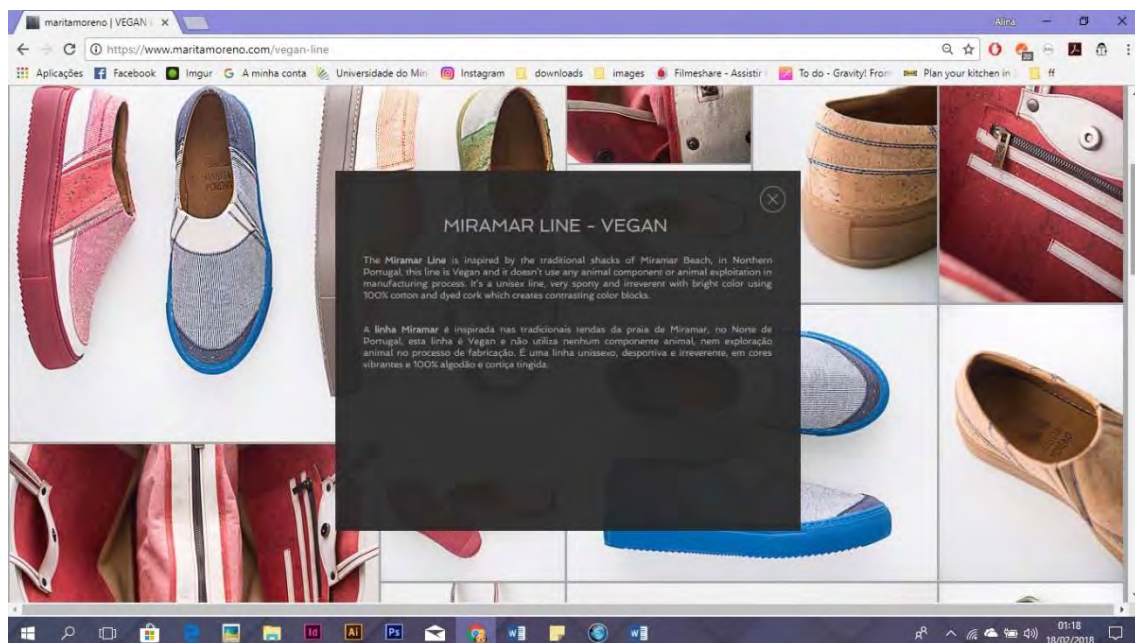 maritamoreno | VEGAN
Alina
https://www.maritamoreno.com/vegan-line
Aplicações Facebook Imgur A minha conta Universidade do Min Instagram downloads images Filmeshare - Assistir To do - Gravity! From Plan your kitchen in ff
MIRAMAR LINE - VEGAN
The Miramar Line is inspired by the traditional shacks of Miramar Beach, in Northern
Portugal, this line is Vegan and it doesn't use any animal component or animal exploitation in
manufacturing process. It's a unisex line, very sporty and irreverent with bright color using
100% cotton and dyed cork which creates contrasting color blocks.
A linha Miramar é inspirada nas tradicionais tendas da praia de Miramar, no Norte de
Portugal, esta linha é Vegan e não utiliza nenhum componente animal, nem exploração
animal no processo de fabricação. É uma linha unissexo, desportiva e irreverente, em cores
vibrantes e 100% algodão e cortiça tingida.
Id Ai Ps
01:18
18/02/2018